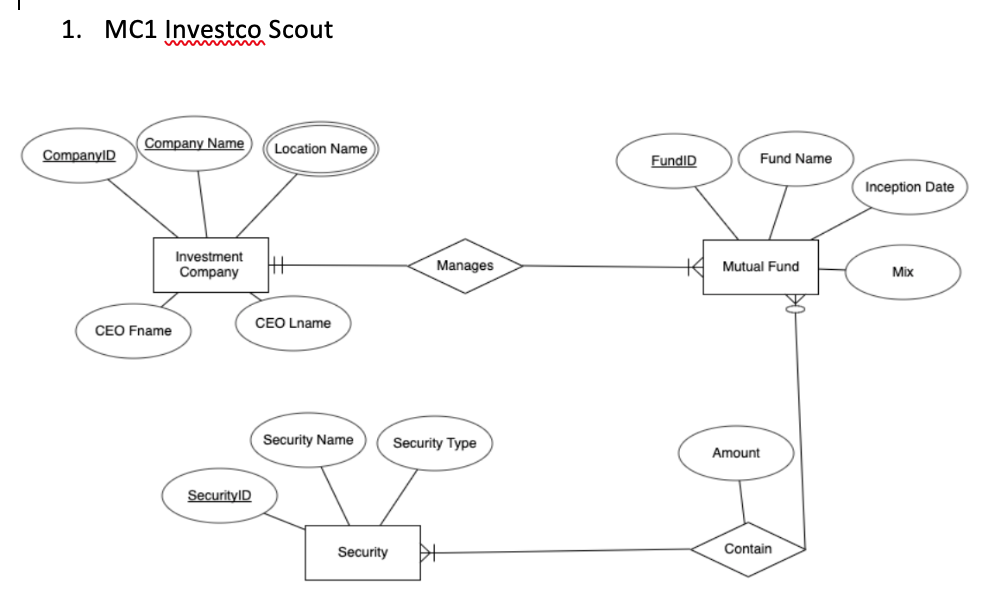 1. MC1 Investco Scout
CompanyID
Company Name
Location Name
FundID
Fund Name
Inception Date
Investment
Company
Manages
Mutual Fund
Mix
CEO Fname
CEO Lname
Security Name
Security Type
Amount
SecurityID
Security
Contain